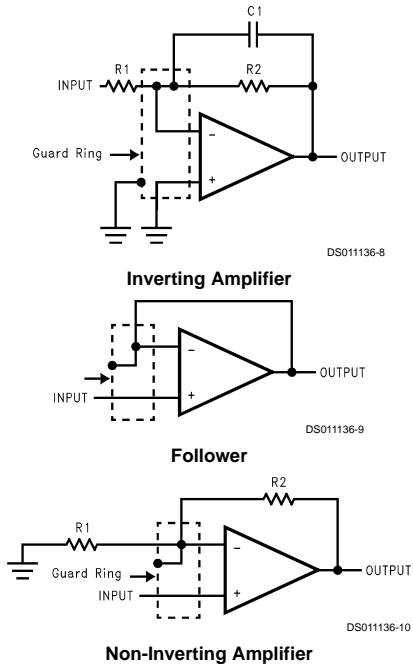 C1
R1
R2
INPUT
−
Guard Ring
OUTPUT
+
DS011136-8
Inverting Amplifier
−
OUTPUT
INPUT
+
DS011136-9
Follower
R2
R1
−
Guard Ring
OUTPUT
INPUT
+
DS011136-10
Non-Inverting Amplifier